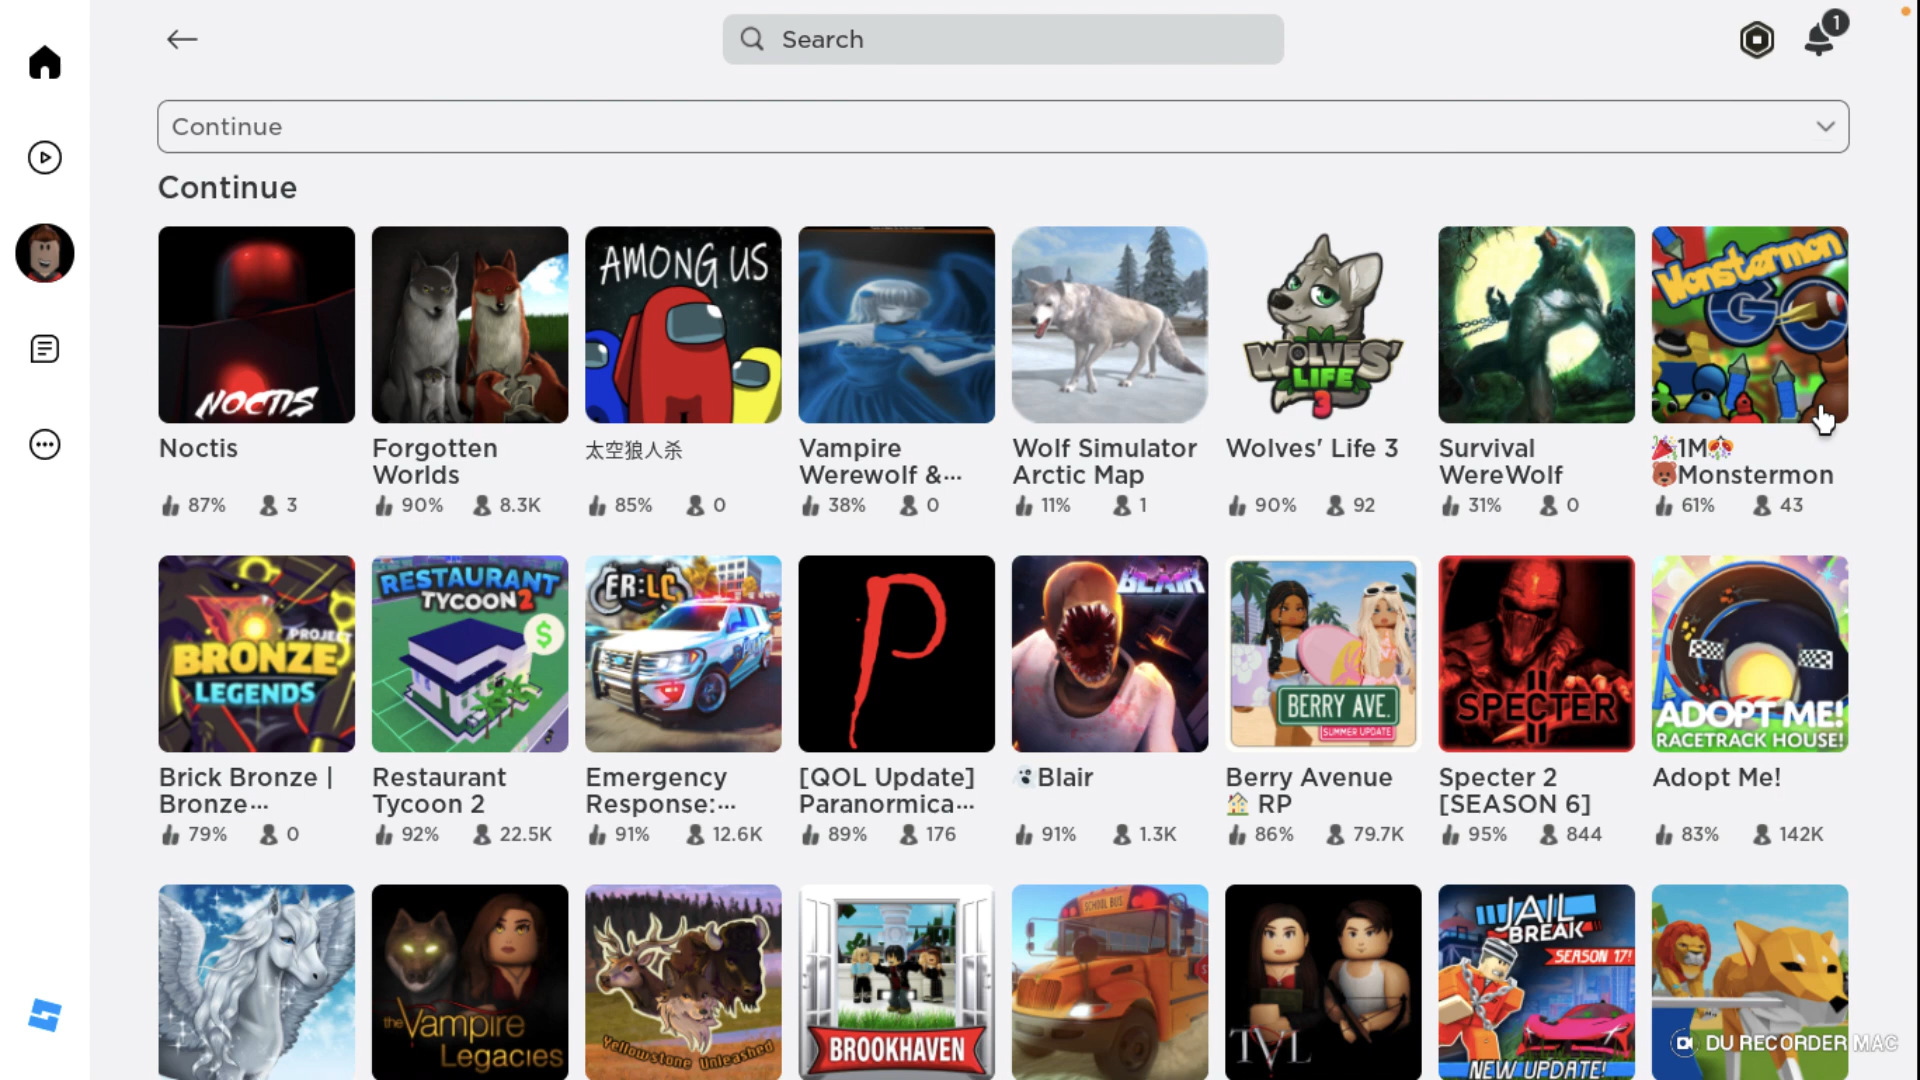 Search
1
Continue
Continue
NOCTIS
AMONG US
WOLVES'
LIFE
3
Monstermon
GO
Noctis
Forgotten
Worlds
太空狼人杀
Vampire
Werewolf &...
Wolf Simulator
Arctic Map
Wolves' Life 3
Survival
WereWolf
🎉1M🎊
🐻Monstermon
87% 3
90% 8.3K
85% 0
38% 0
11% 1
90% 92
31% 0
61% 43
PROJECT
BRONZE
LEGENDS
RESTAURANT
TYCOON 2
$
ER:LC
P
BLAIR
BERRY AVE.
SUMMER UPDATE
II
SPECTER
ADOPT ME!
RACETRACK HOUSE!
Brick Bronze |
Bronze...
Restaurant
Tycoon 2
Emergency
Response:...
[QOL Update]
Paranormica...
👻Blair
Berry Avenue
🏠 RP
Specter 2
[SEASON 6]
Adopt Me!
79% 0
92% 22.5K
91% 12.6K
89% 176
91% 1.3K
86% 79.7K
95% 844
83% 142K
the Vampire
Legacies
Yellowstone Unleashed
BROOKHAVEN
SCHOOL BUS
TVL
JAIL
BREAK
SEASON 17!
NEW UPDATE!
DU RECORDER MAC